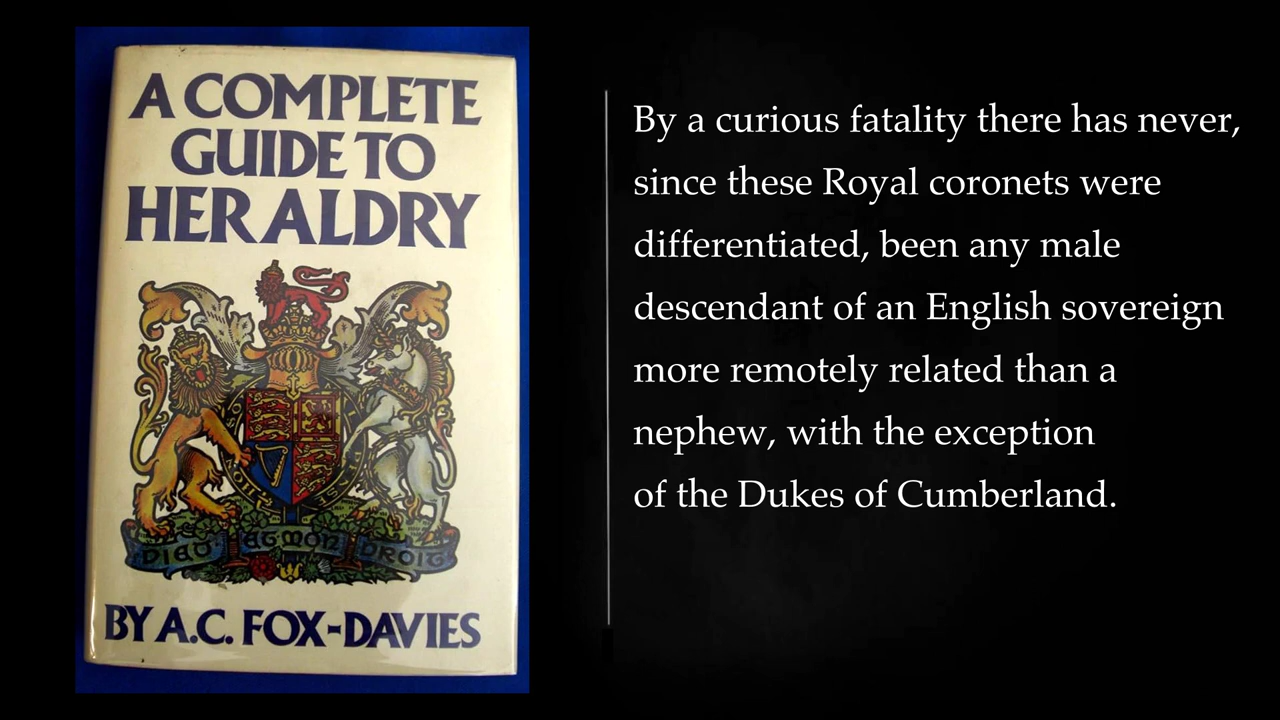 A COMPLETE
GUIDE TO
HERALDRY
DIEU ET MON DROIT
BY A.C. FOX-DAVIES
By a curious fatality there has never,
since these Royal coronets were
differentiated, been any male
descendant of an English sovereign
more remotely related than a
nephew, with the exception
of the Dukes of Cumberland.